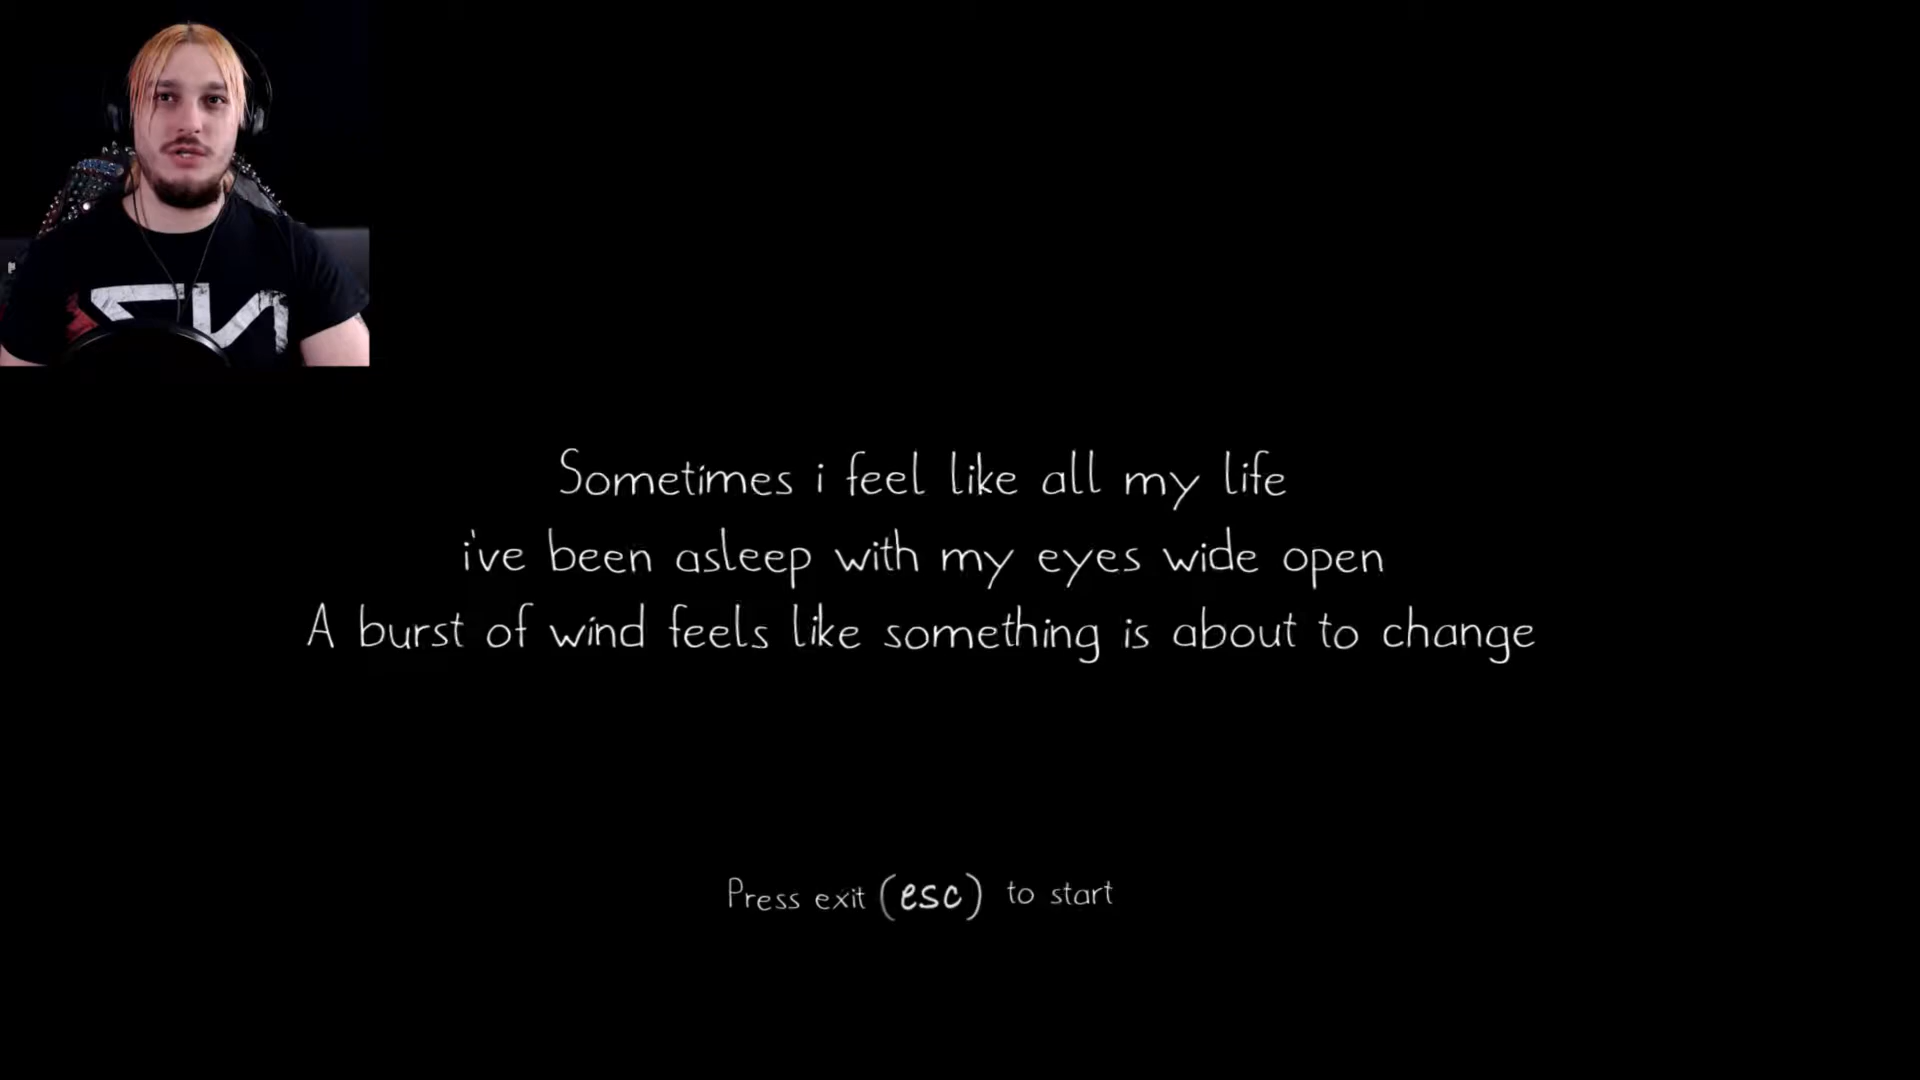 Sometimes i feel like all my life
i've been asleep with my eyes wide open
A burst of wind feels like something is about to change
Press exit (esc) to start